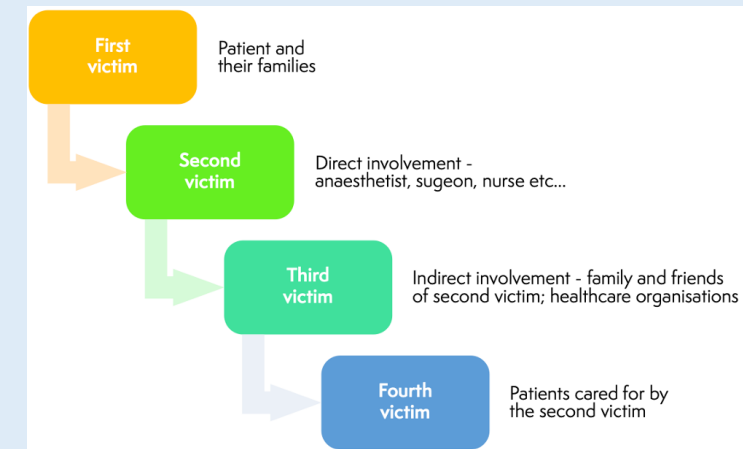 First
victim
Patient and
their families
Second
victim
Direct involvement -
anaesthetist, sugeon, nurse etc...
Third
victim
Indirect involvement - family and friends
of second victim; healthcare organisations
Fourth
victim
Patients cared for by
the second victim